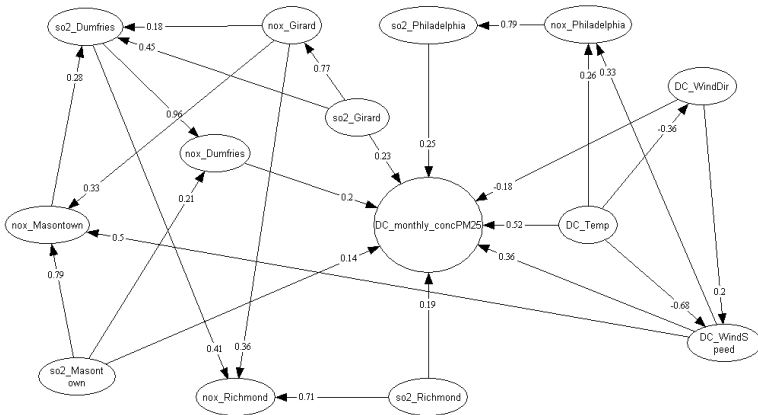 so2_Dumfries
0.18
nox_Girard
so2_Philadelphia
0.79
nox_Philadelphia
0.45
0.77
0.26
0.33
0.28
DC_WindDir
so2_Girard
0.96
-0.36
nox_Dumfries
0.23
0.25
0.33
0.21
0.2
-0.18
nox_Masontown
0.5
DC_monthly_concPM25
0.52
DC_Temp
0.79
0.14
0.36
0.2
-0.68
0.19
0.41
0.36
DC_WindS
peed
so2_Masont
own
nox_Richmond
0.71
so2_Richmond